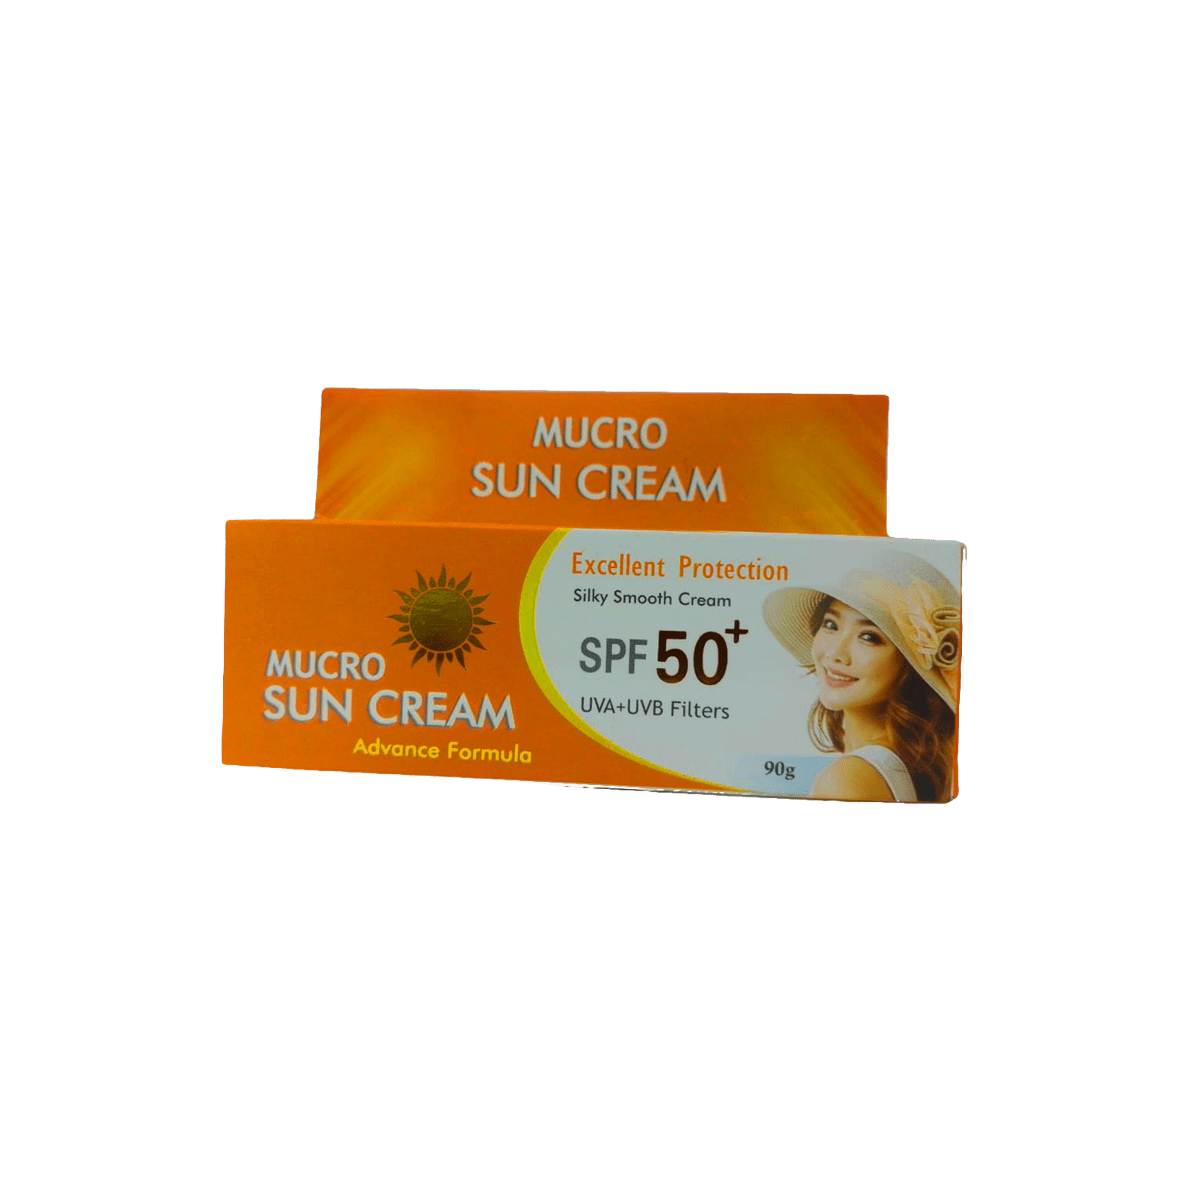 MUCRO
SUN CREAM
Excellent Protection
Silky Smooth Cream
SPF 50+
UVA+UVB Filters
MUCRO
SUN CREAM
Advance Formula
90g